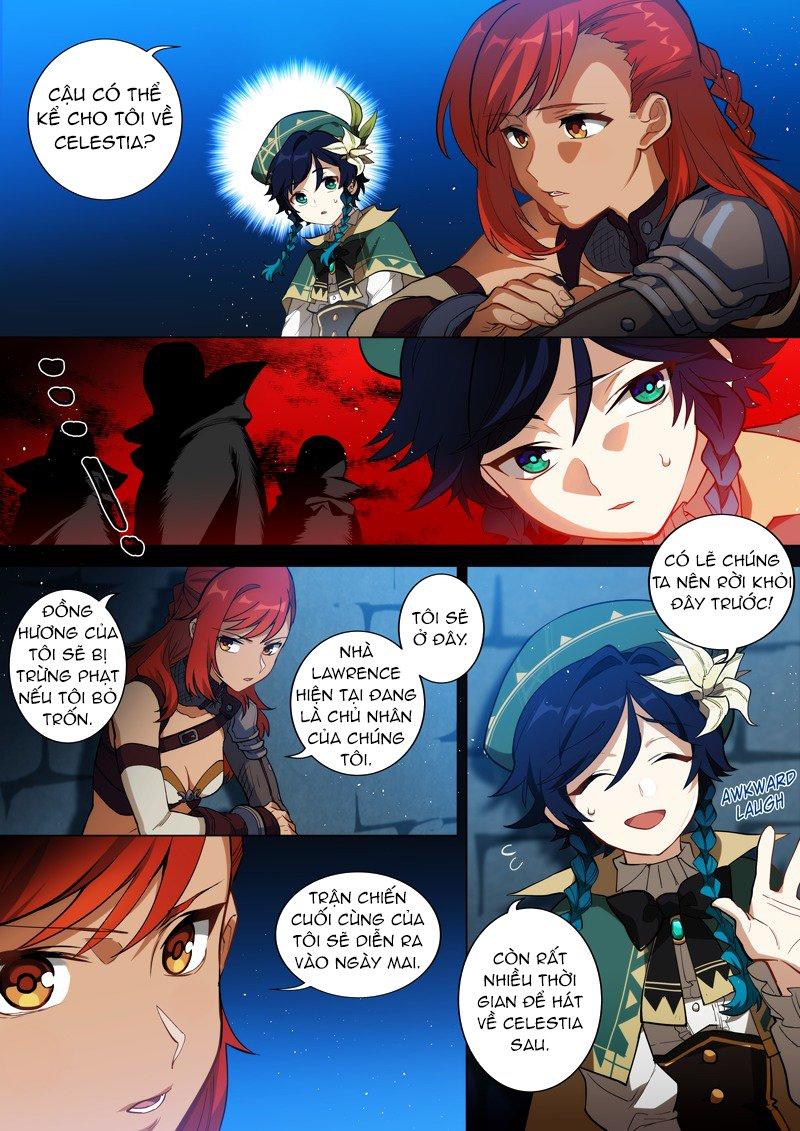 CẬU CÓ THỂ
KỂ CHO TÔI VỀ
CELESTIA?
CÓ LẼ CHÚNG
TA NÊN RỜI KHỎI
ĐÂY TRƯỚC!
AWKWARD
LAUGH
CÒN RẤT
NHIỀU THỜI
GIAN ĐỂ HÁT
VỀ CELESTIA
SAU.
TÔI SẼ
Ở ĐÂY.
NHÀ
LAWRENCE
HIỆN TẠI ĐANG
LÀ CHỦ NHÂN
CỦA CHÚNG
TÔI.
ĐỒNG
HƯƠNG CỦA
TÔI SẼ BỊ
TRỪNG PHẠT
NẾU TÔI BỎ
TRỐN.
TRẬN CHIẾN
CUỐI CÙNG CỦA
TÔI SẼ DIỄN RA
VÀO NGÀY MAI.